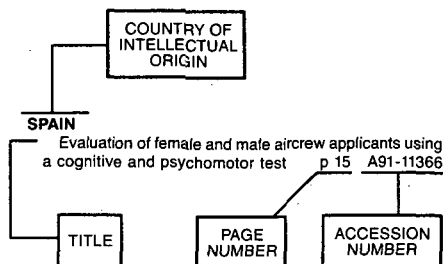 COUNTRY OF
INTELLECTUAL
ORIGIN
SPAIN
Evaluation of female and male aircrew applicants using
a cognitive and psychomotor test p 15 A91-11366
TITLE
PAGE
NUMBER
ACCESSION
NUMBER